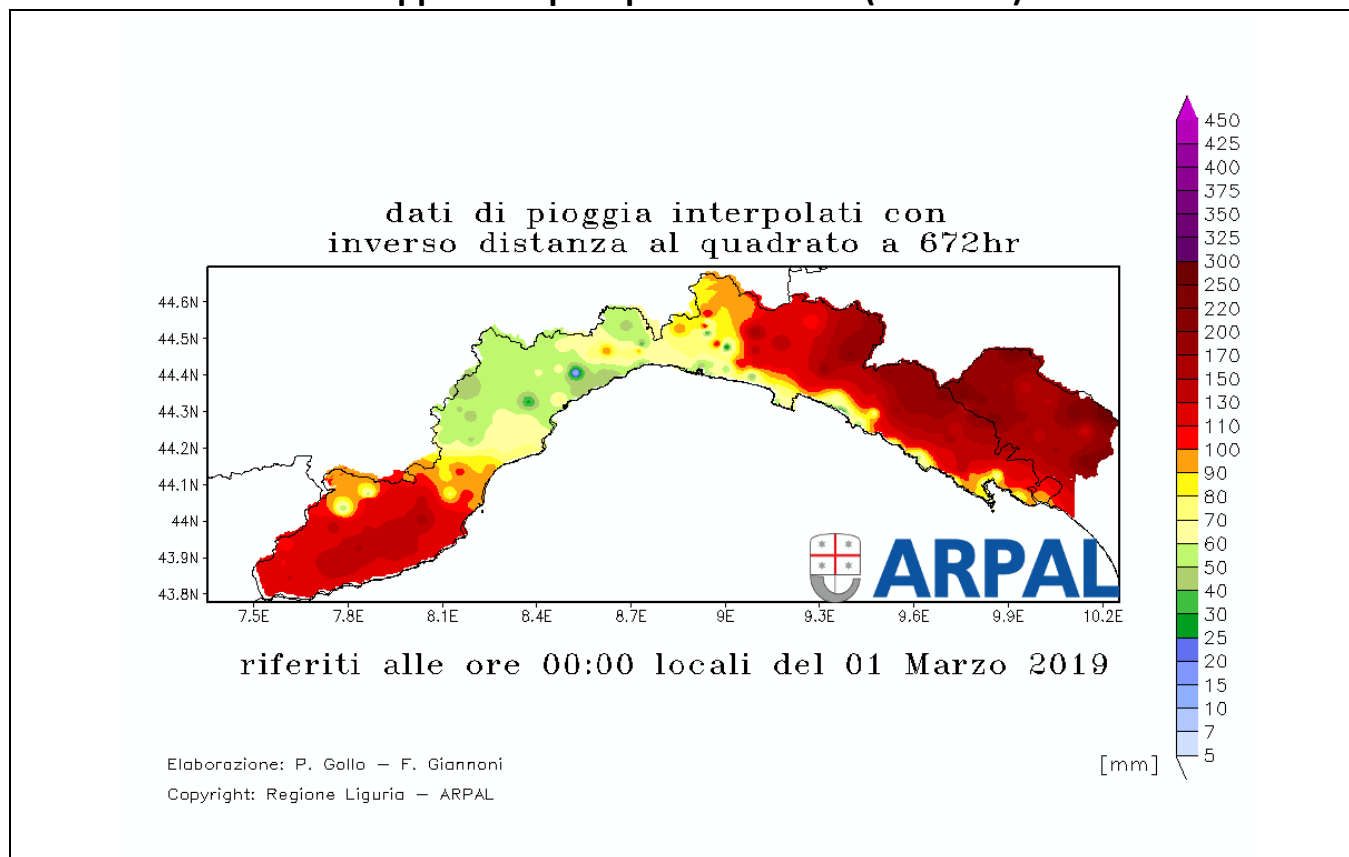 dati di pioggia interpolati con
inverso distanza al quadrato a 672hr
44.6N
44.5N
44.4N
44.3N
44.2N
44.1N
44N
43.9N
43.8N
7.5E 7.8E 8.1E 8.4E 8.7E 9E 9.3E 9.6E 9.9E 10.2E
ARPAL
450
425
400
375
350
325
300
250
220
200
170
150
130
110
100
90
80
70
60
50
40
30
25
20
15
10
7
5
[mm]
riferiti alle ore 00:00 locali del 01 Marzo 2019
Elaborazione: P. Gollo – F. Giannoni
Copyright: Regione Liguria – ARPAL